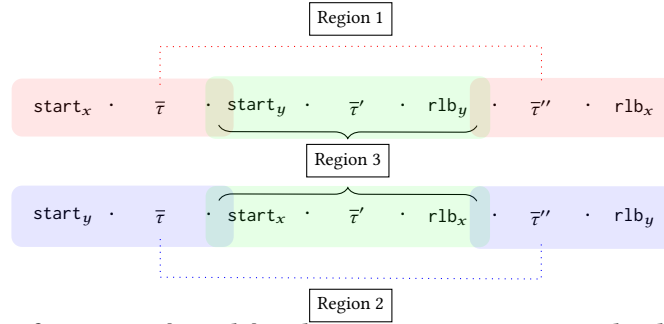 Region 1
start_x · τ̅ · start_y · τ̅′ · rlb_y · τ̅″ · rlb_x
Region 3
start_y · τ̅ · start_x · τ̅′ · rlb_x · τ̅″ · rlb_y
Region 2